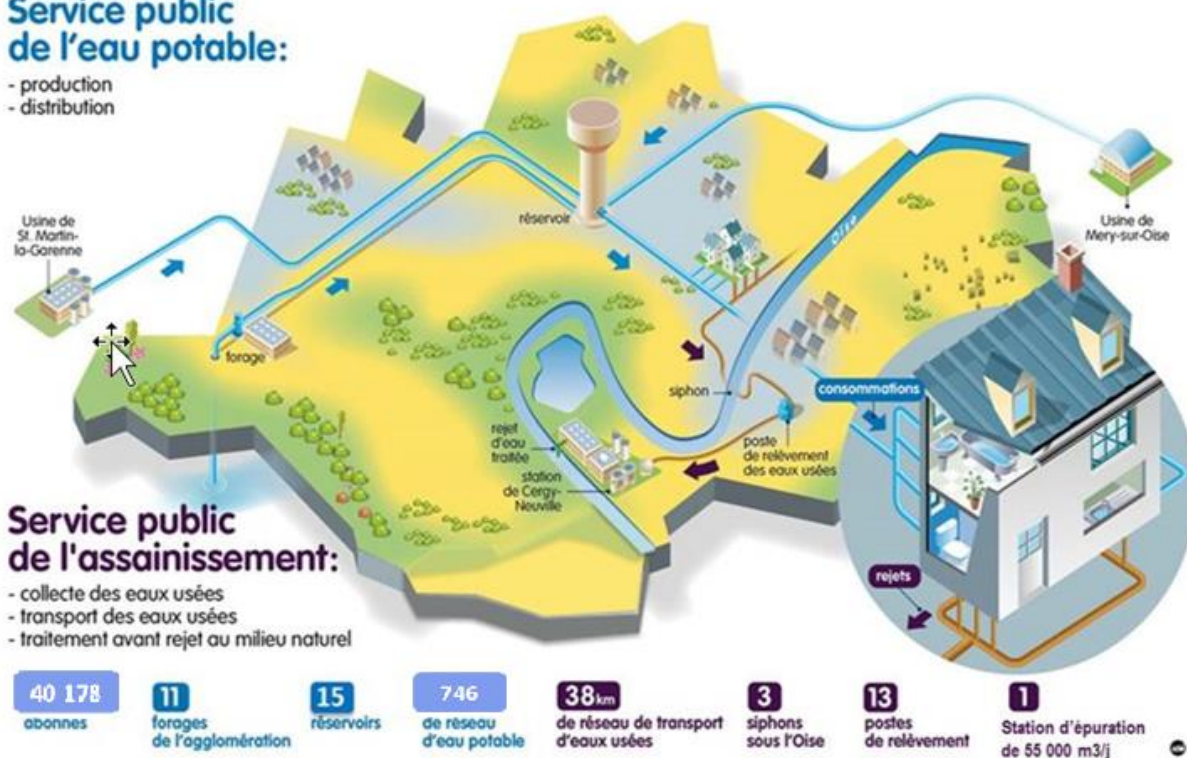 Service public
de l'eau potable:
- production
- distribution
Usine de
St. Martin-
la-Garenne
réservoir
Usine de
Mery-sur-Oise
Oise
forage
siphon
consommations
rejet
d'eau
traitée
poste
de relèvement
des eaux usées
station
de Cergy-
Neuville
Service public
de l'assainissement:
- collecte des eaux usées
- transport des eaux usées
- traitement avant rejet au milieu naturel
rejets
40 178
abonnes
11
forages
de l'agglomération
15
réservoirs
746
de réseau
d'eau potable
38km
de réseau de transport
d'eaux usées
3
siphons
sous l'Oise
13
postes
de relèvement
1
Station d'épuration
de 55 000 m3/j